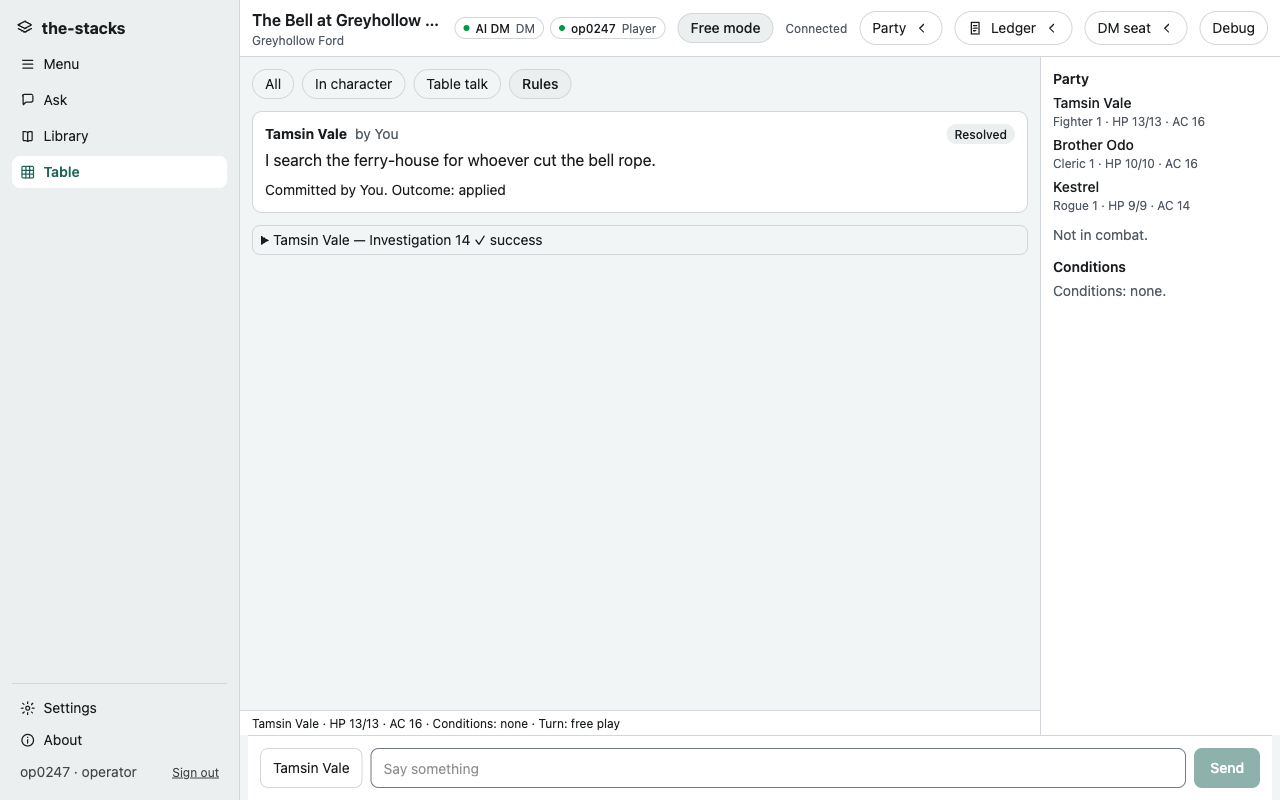 the-stacks
Menu
Ask
Library
Table
Settings
About
op0247 · operator
Sign out
The Bell at Greyhollow ...
Greyhollow Ford
AI DM DM
op0247 Player
Free mode
Connected
Party
Ledger
DM seat
Debug
All
In character
Table talk
Rules
Tamsin Vale by You
Resolved
I search the ferry-house for whoever cut the bell rope.
Committed by You. Outcome: applied
Tamsin Vale — Investigation 14 ✓ success
Party
Tamsin Vale
Fighter 1 · HP 13/13 · AC 16
Brother Odo
Cleric 1 · HP 10/10 · AC 16
Kestrel
Rogue 1 · HP 9/9 · AC 14
Not in combat.
Conditions
Conditions: none.
Tamsin Vale · HP 13/13 · AC 16 · Conditions: none · Turn: free play
Tamsin Vale
Say something
Send